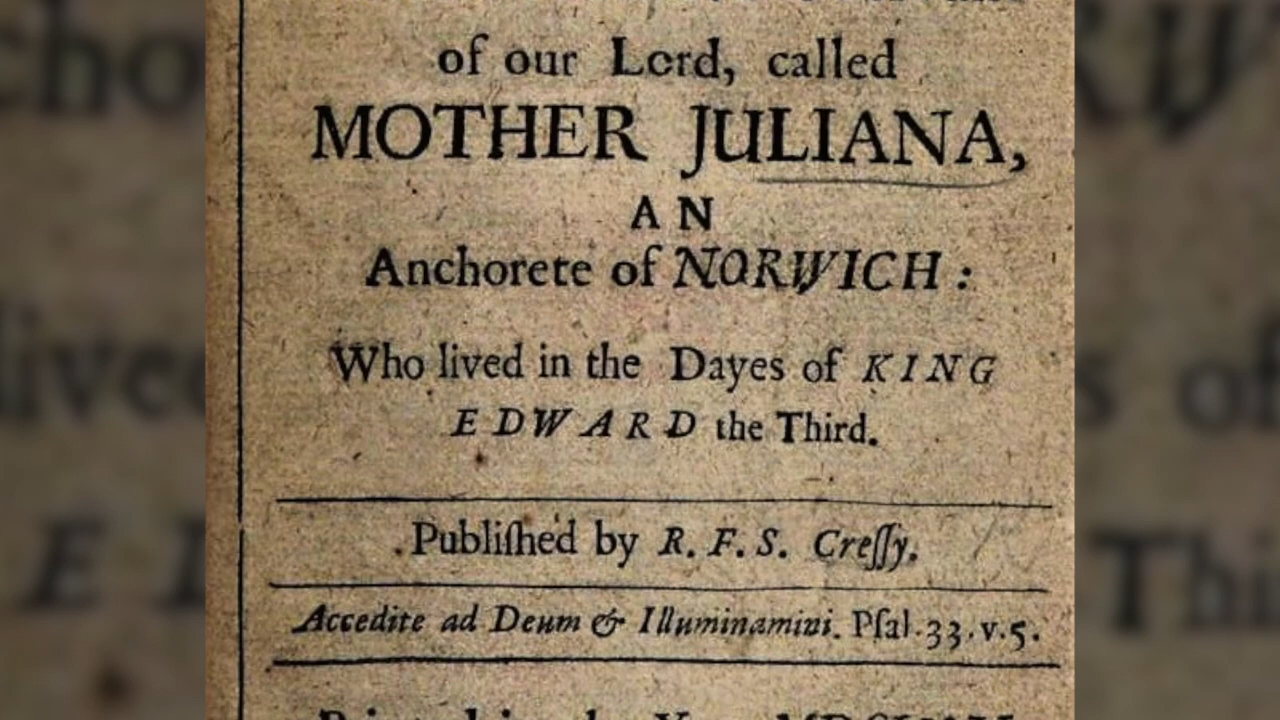 of our Lord, called
MOTHER JULIANA,
AN
Anchorete of NORWICH:
Who lived in the Dayes of KING
EDWARD the Third.
Publiſhed by R. F. S. Creſſy.
Accedite ad Deum & Illuminamini. Pſal. 33. v. 5.